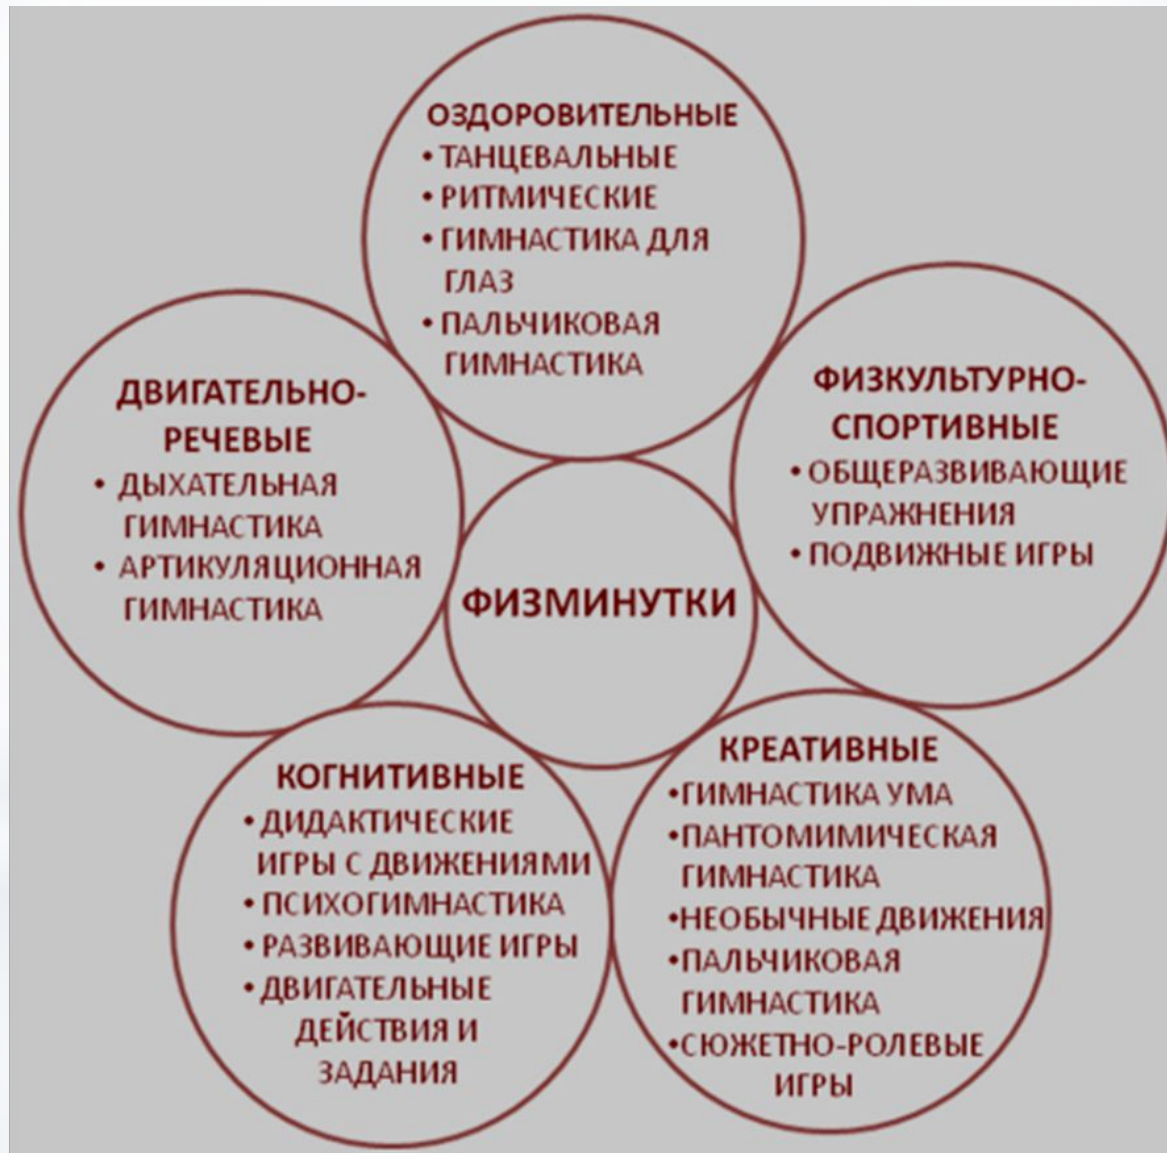 ОЗДОРОВИТЕЛЬНЫЕ
• ТАНЦЕВАЛЬНЫЕ
• РИТМИЧЕСКИЕ
• ГИМНАСТИКА ДЛЯ
ГЛАЗ
• ПАЛЬЧИКОВАЯ
ГИМНАСТИКА
ДВИГАТЕЛЬНО-
РЕЧЕВЫЕ
• ДЫХАТЕЛЬНАЯ
ГИМНАСТИКА
• АРТИКУЛЯЦИОННАЯ
ГИМНАСТИКА
ФИЗКУЛЬТУРНО-
СПОРТИВНЫЕ
• ОБЩЕРАЗВИВАЮЩИЕ
УПРАЖНЕНИЯ
• ПОДВИЖНЫЕ ИГРЫ
ФИЗМИНУТКИ
КОГНИТИВНЫЕ
• ДИДАКТИЧЕСКИЕ
ИГРЫ С ДВИЖЕНИЯМИ
• ПСИХОГИМНАСТИКА
• РАЗВИВАЮЩИЕ ИГРЫ
• ДВИГАТЕЛЬНЫЕ
ДЕЙСТВИЯ И
ЗАДАНИЯ
КРЕАТИВНЫЕ
•ГИМНАСТИКА УМА
•ПАНТОМИМИЧЕСКАЯ
ГИМНАСТИКА
•НЕОБЫЧНЫЕ ДВИЖЕНИЯ
•ПАЛЬЧИКОВАЯ
ГИМНАСТИКА
•СЮЖЕТНО-РОЛЕВЫЕ
ИГРЫ